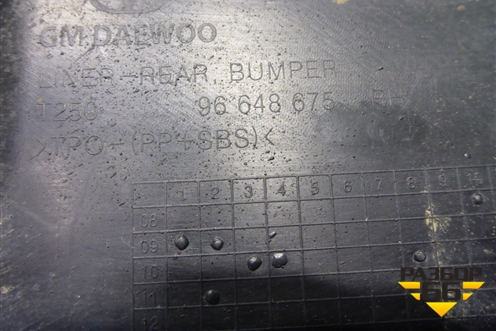 GM DAEWOO
LINER-REAR BUMPER
T250 96 648 675 RH
>TPO-(PP+SBS)<
1 2 3 4 5 6 7 8 9 10
08
09
10
11
12
РАЗБОР
66